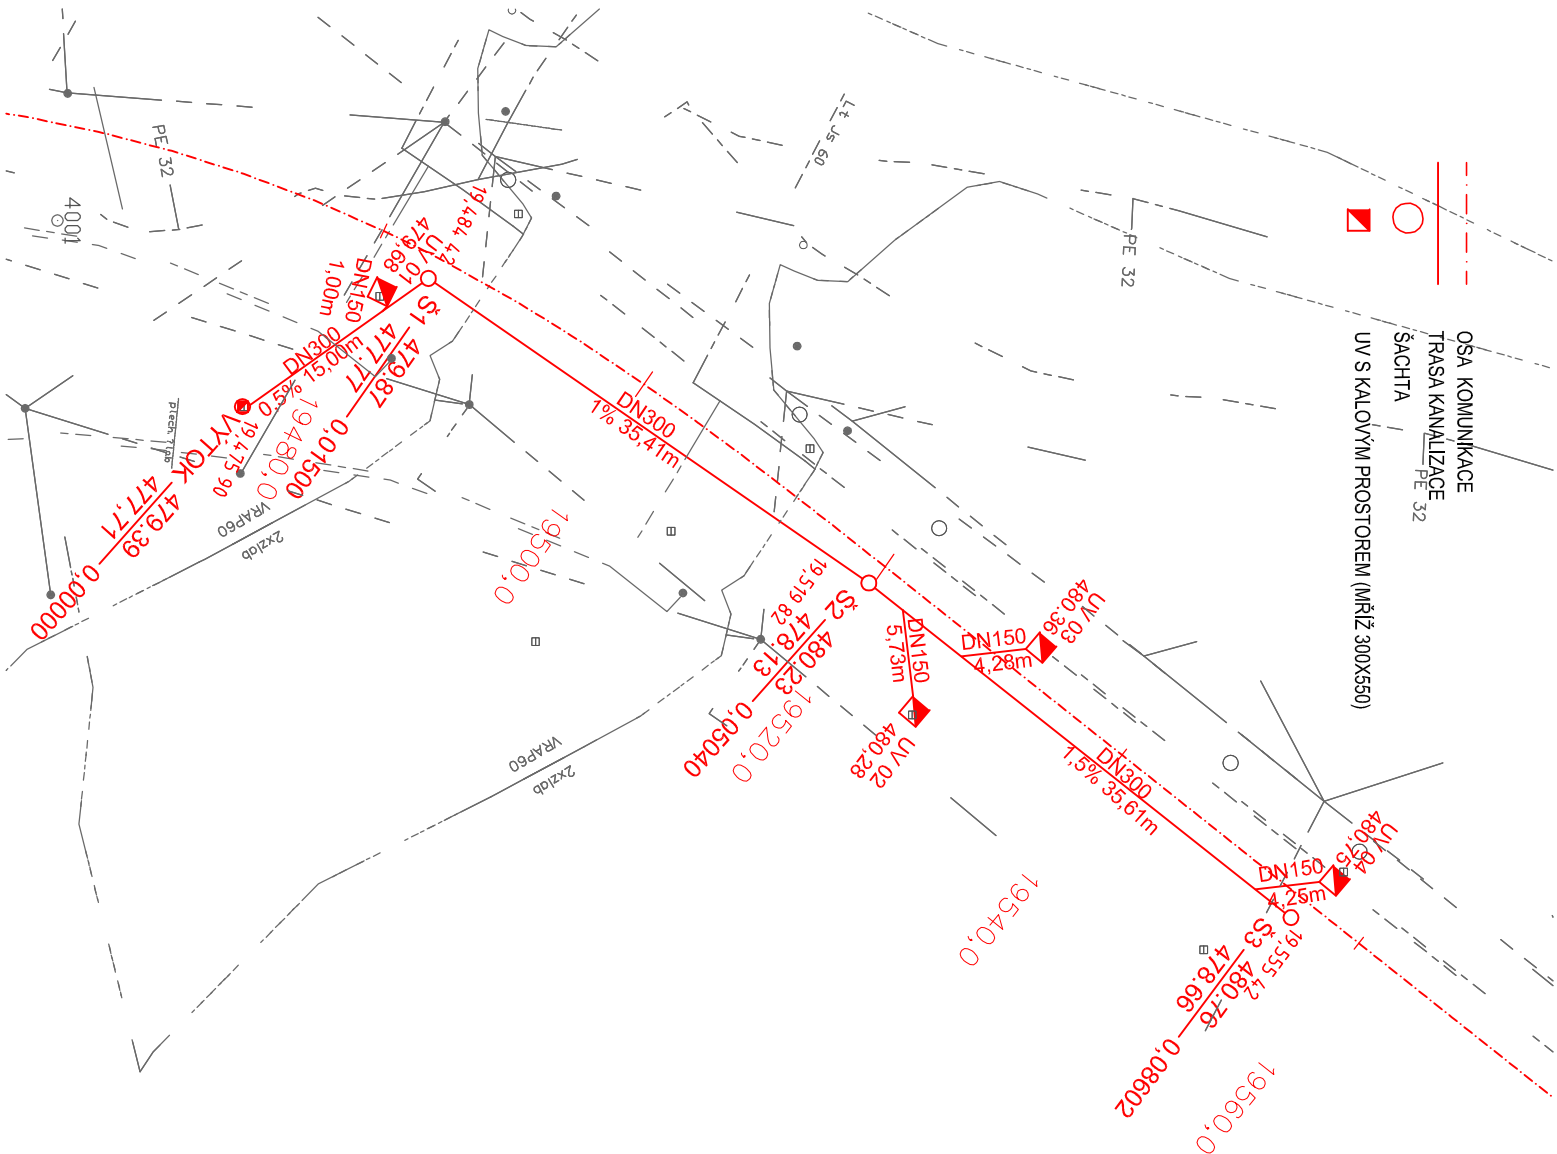 OSA KOMUNIKACE
TRASA KANALIZACE
ŠACHTA
UV S KALOVÝM PROSTOREM (MŘÍŽ 300X550)
PE 32
4001
Lt Js 60
PE 32
PE 32
19,484 42
UV 01
479,68
DN150
1,00m
Š1
479.87
477.77
0,01500
DN300
0.5% 15,00m
19480,0
VÝTOK
19,475 90
479.39
477,71
0,00000
VRAP60
2xzlab
DN300
1% 35,41m
19500,0
Š2
19,519 82
480.23
478.13
0,05040
19520,0
DN150
5,73m
UV 02
480,28
DN150
4,28m
UV 03
480.36
VRAP60
2xzlab
DN300
1,5% 35,61m
19540,0
DN150
4,25m
UV 04
480,75
Š3
19,555 42
480.76
478.66
0,08602
19560,0